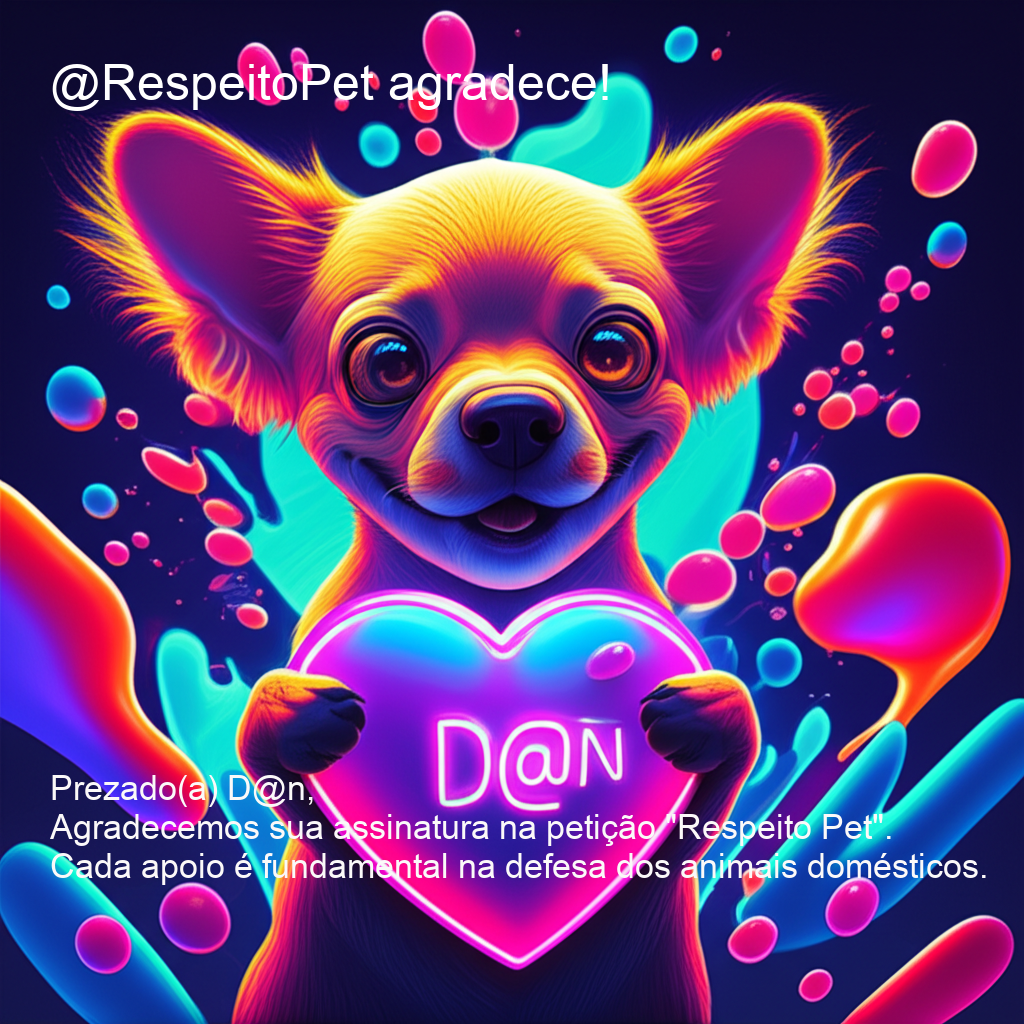 @RespeitoPet agradece!
D@N
Prezado(a) D@n,
Agradecemos sua assinatura na petição "Respeito Pet".
Cada apoio é fundamental na defesa dos animais domésticos.